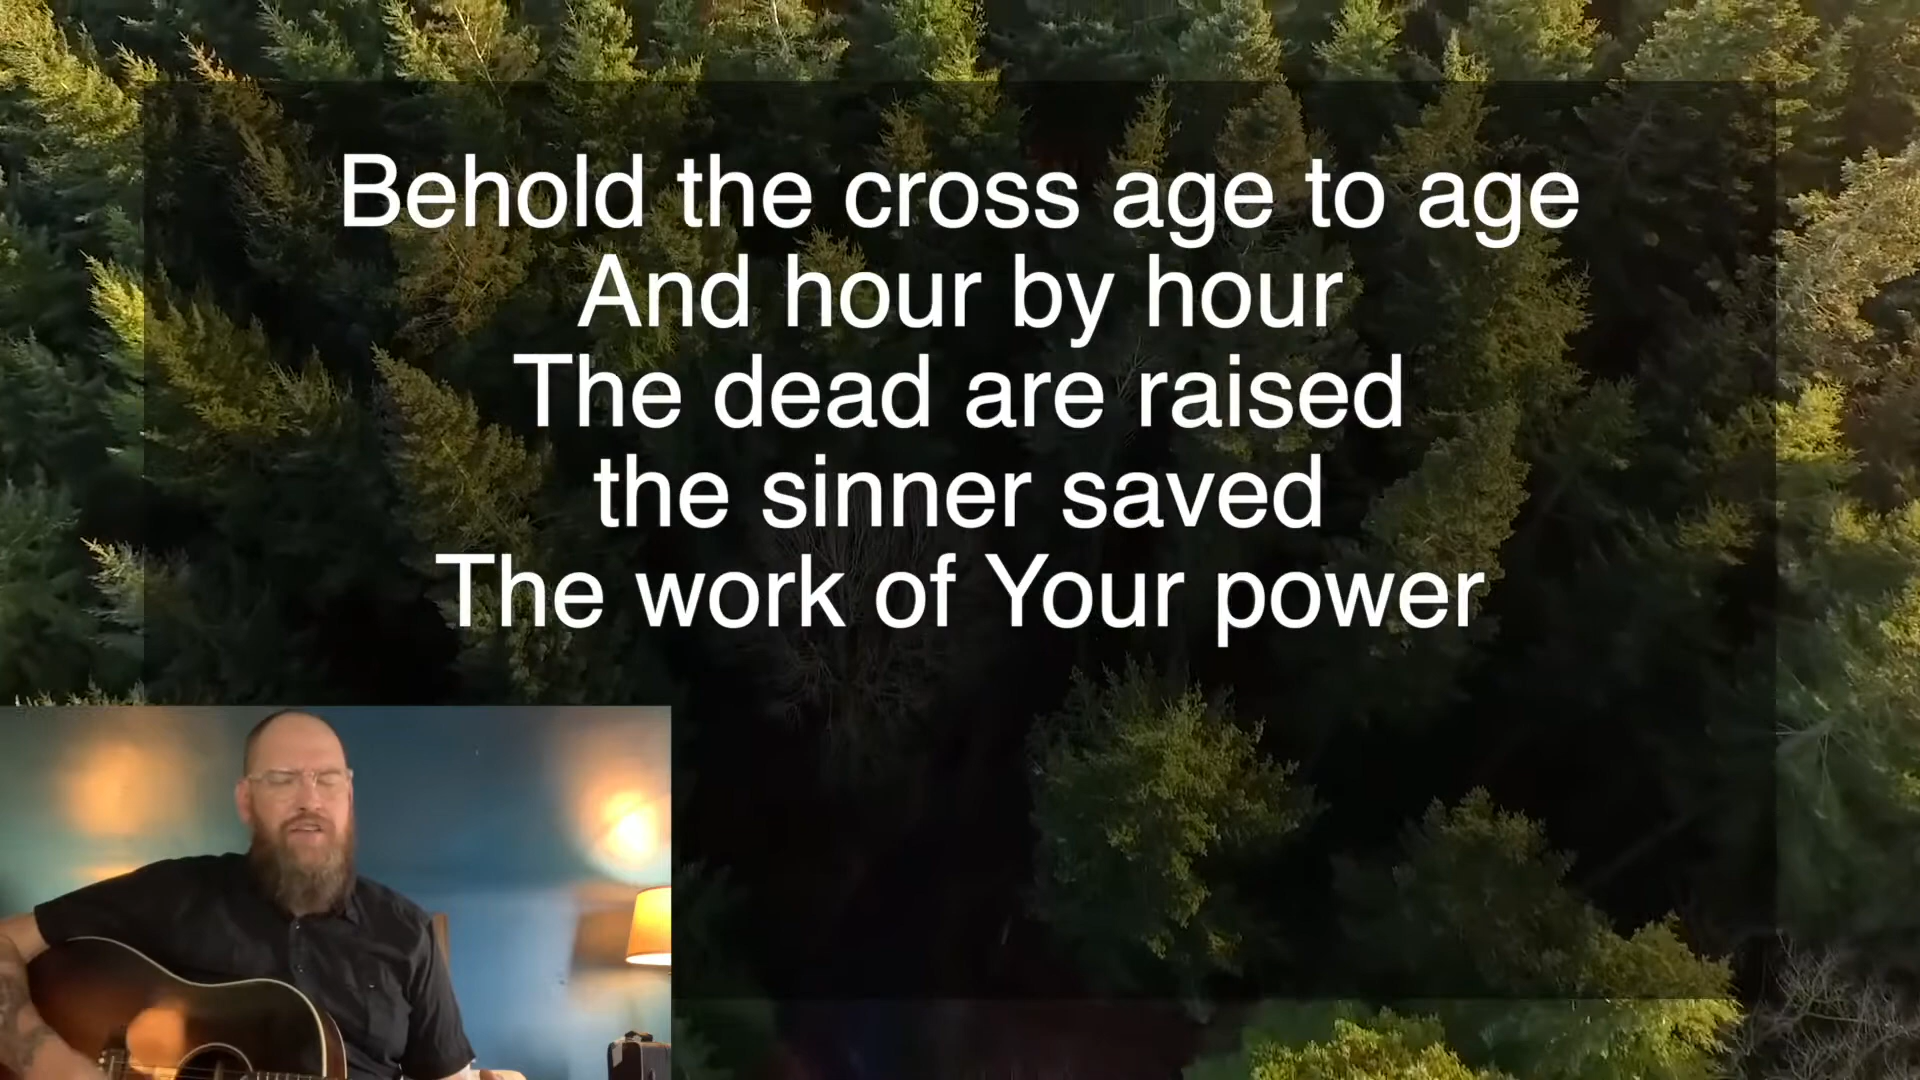 Behold the cross age to age
And hour by hour
The dead are raised
the sinner saved
The work of Your power